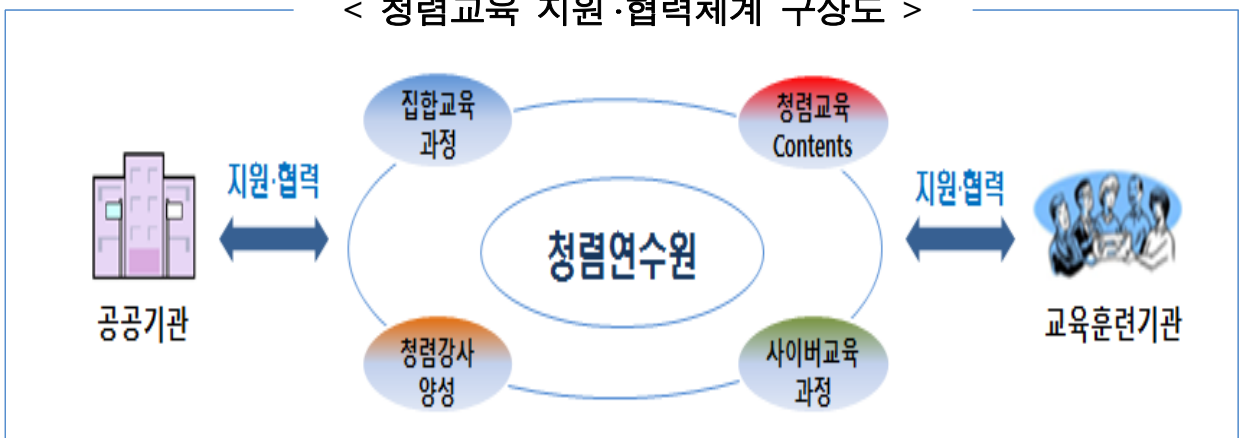 < 청렴교육 지원·협력체계 구상도 >
집합교육
과정
청렴교육
Contents
지원·협력
지원·협력
청렴연수원
공공기관
교육훈련기관
청렴강사
양성
사이버교육
과정